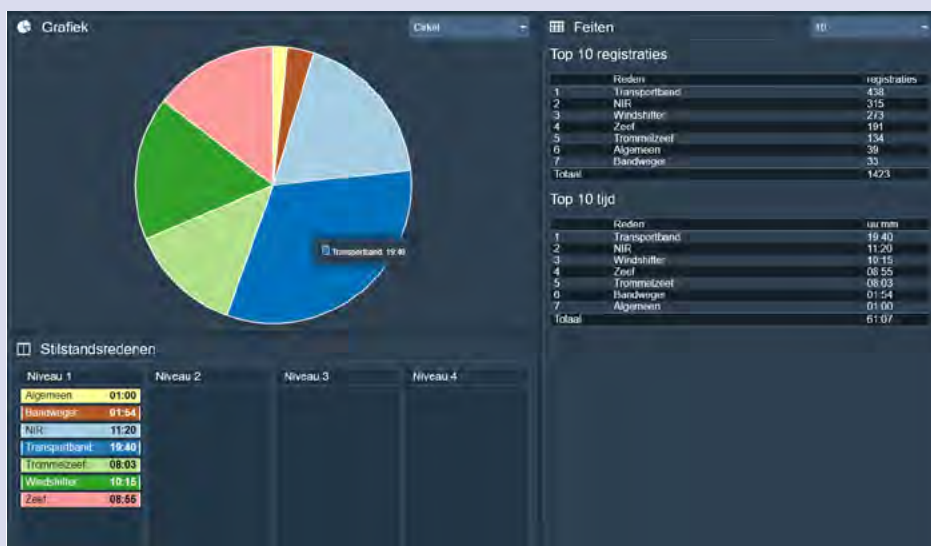 Grafiek
Cirkel
Transportband: 19:40
Stilstandsredenen
Niveau 1
Niveau 2
Niveau 3
Niveau 4
Algemeen: 01:00
Bandweger: 01:54
NIR: 11:20
Transportband: 19:40
Trommelzeef: 08:03
Windshifter: 10:15
Zeef: 08:55
Feiten
10
Top 10 registraties
Reden registraties
1 Transportband 438
2 NIR 315
3 Windshifter 273
4 Zeef 191
5 Trommelzeef 134
6 Algemeen 39
7 Bandweger 33
Totaal 1423
Top 10 tijd
Reden uu:mm
1 Transportband 19:40
2 NIR 11:20
3 Windshifter 10:15
4 Zeef 08:55
5 Trommelzeef 08:03
6 Bandweger 01:54
7 Algemeen 01:00
Totaal 61:07